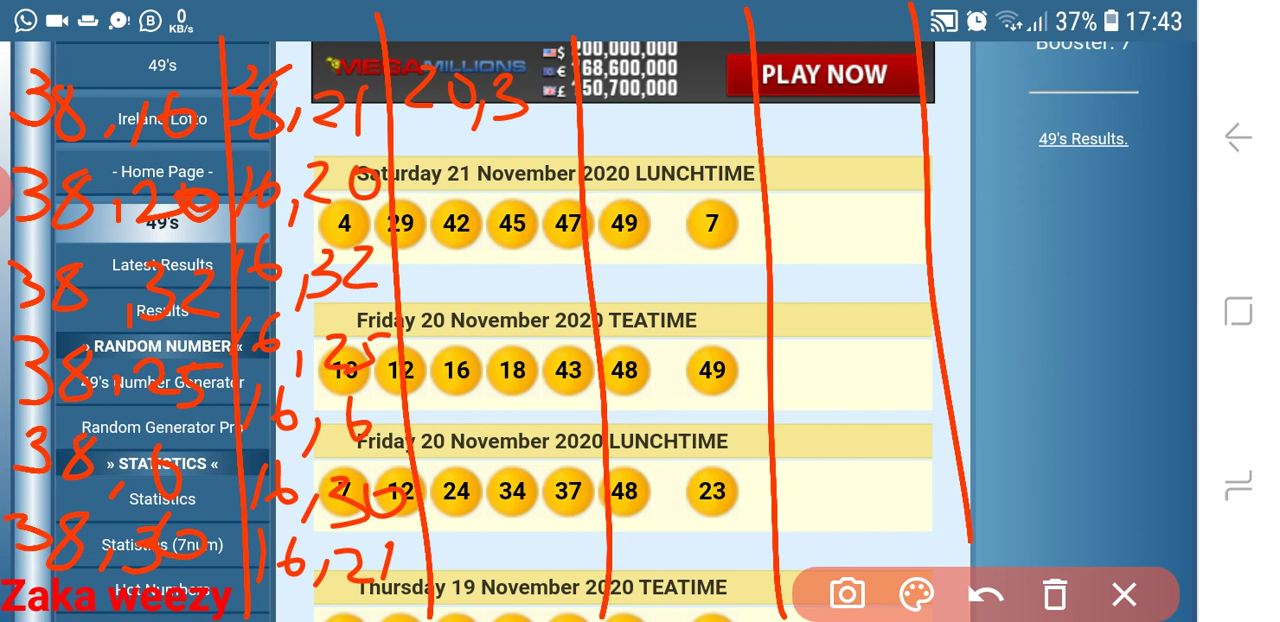 0 KB/s 37% 17:43
49's
Ireland Lotto
- Home Page -
49's
Latest Results
Results
» RANDOM NUMBER «
49's Number Generator
Random Generator Pro
» STATISTICS «
Statistics
Statistics (7num)
Hot Numbers
Zaka weezy
38,16
38,20
38,32
38,25
38,6
38,30
38,21
16,20
16,32
16,25
16,6
16,30
16,21
20,3
MEGAMILLIONS
$ 200,000,000
€ 168,600,000
£ 150,700,000
PLAY NOW
Saturday 21 November 2020 LUNCHTIME
4 29 42 45 47 49 7
Friday 20 November 2020 TEATIME
10 12 16 18 43 48 49
Friday 20 November 2020 LUNCHTIME
7 12 24 34 37 48 23
Thursday 19 November 2020 TEATIME
Booster: 7
49's Results.